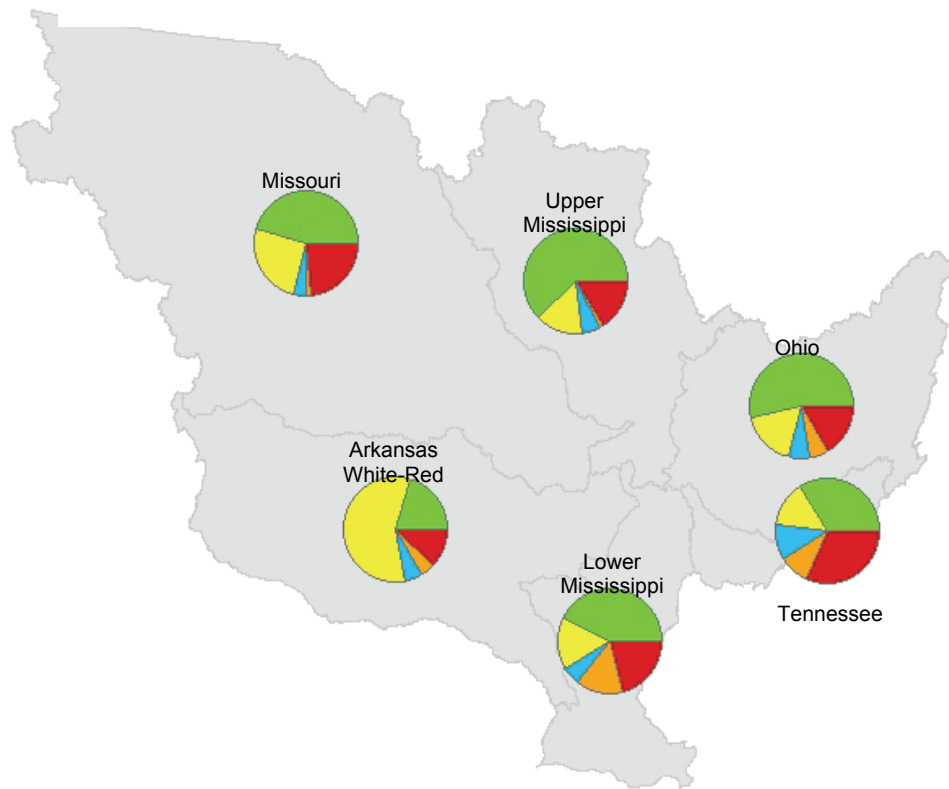 Missouri
Upper
Mississippi
Ohio
Arkansas
White-Red
Lower
Mississippi
Tennessee